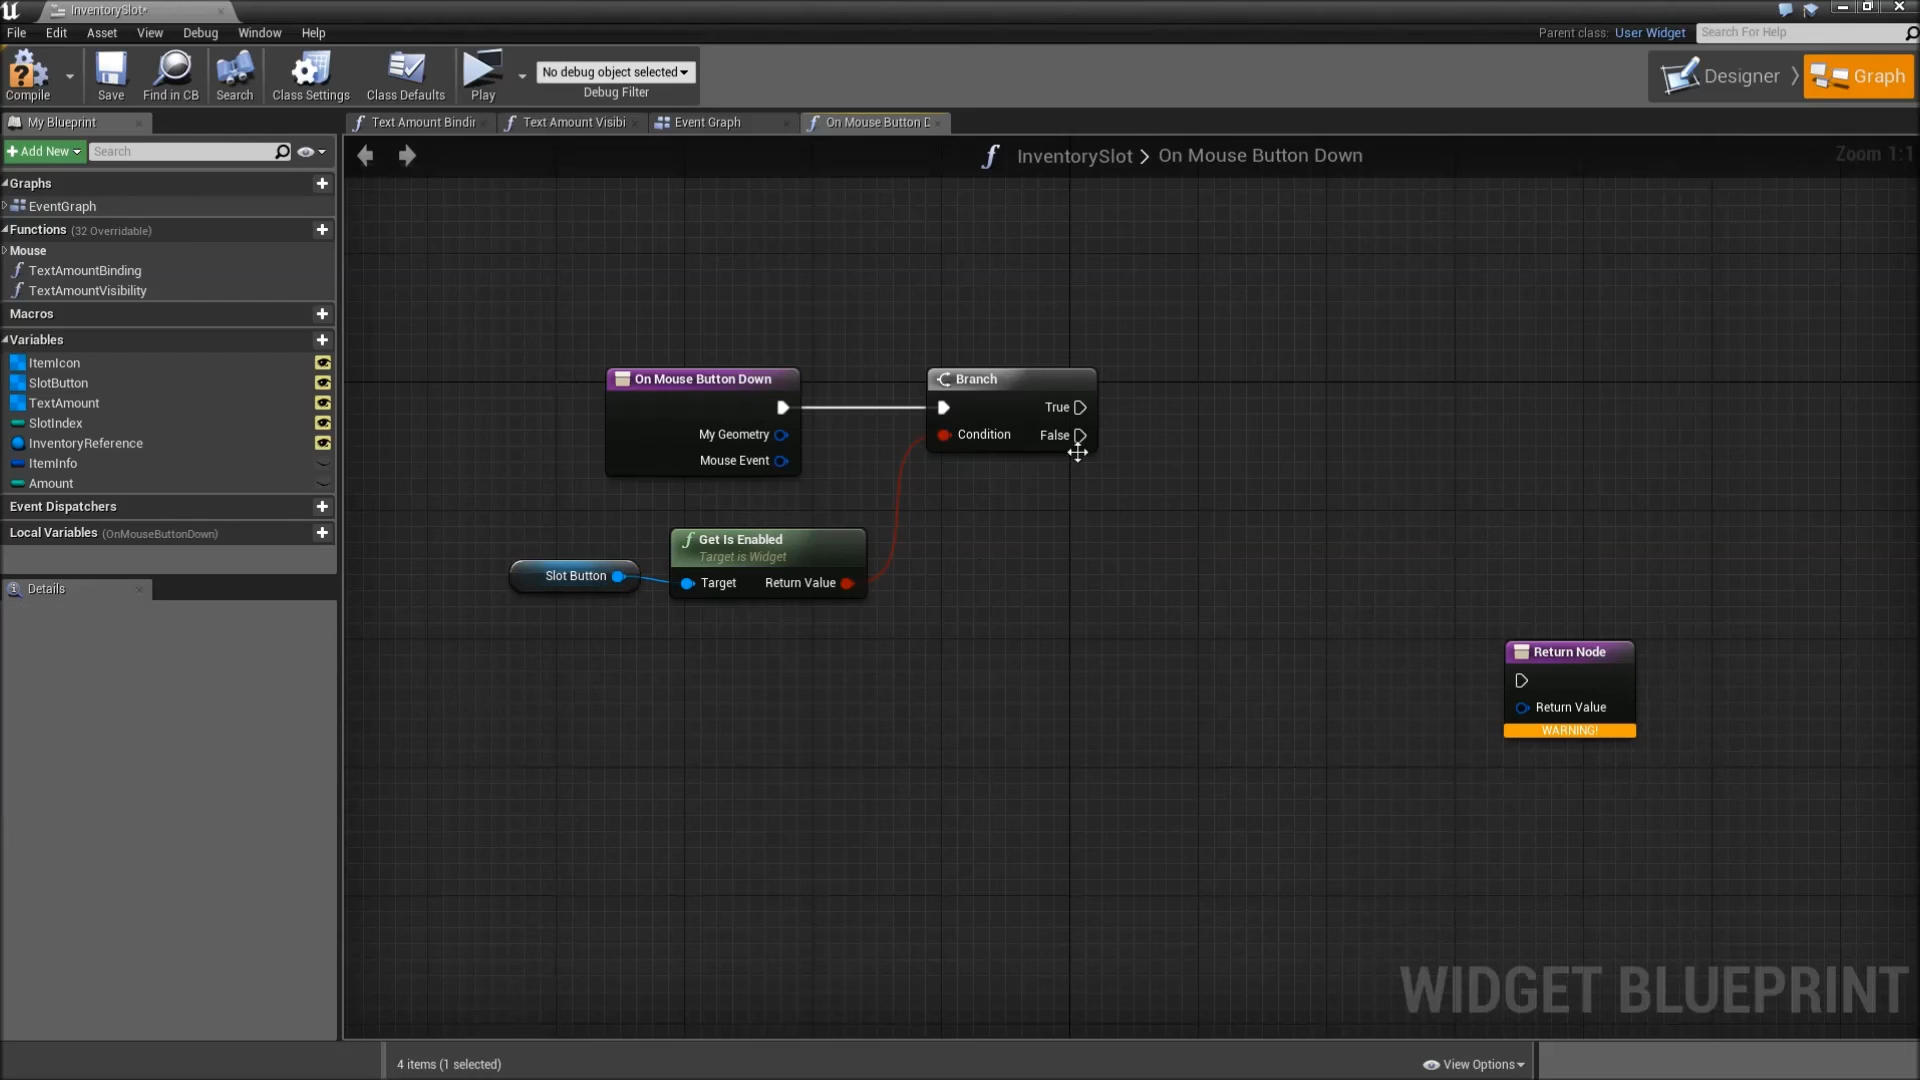 InventorySlot*
File Edit Asset View Debug Window Help
Parent class: User Widget Search For Help
Compile Save Find in CB Search Class Settings Class Defaults Play
No debug object selected
Debug Filter
Designer Graph
My Blueprint
Text Amount Bindin Text Amount Visibi Event Graph On Mouse Button D
Add New Search
InventorySlot > On Mouse Button Down
Zoom 1:1
Graphs
EventGraph
Functions (32 Overridable)
Mouse
TextAmountBinding
TextAmountVisibility
Macros
Variables
ItemIcon
SlotButton
TextAmount
SlotIndex
InventoryReference
ItemInfo
Amount
Event Dispatchers
Local Variables (OnMouseButtonDown)
Details
On Mouse Button Down
My Geometry
Mouse Event
Branch
True
Condition False
Get Is Enabled
Target is Widget
Target Return Value
Slot Button
Return Node
Return Value
WARNING!
WIDGET BLUEPRINT
4 items (1 selected)
View Options